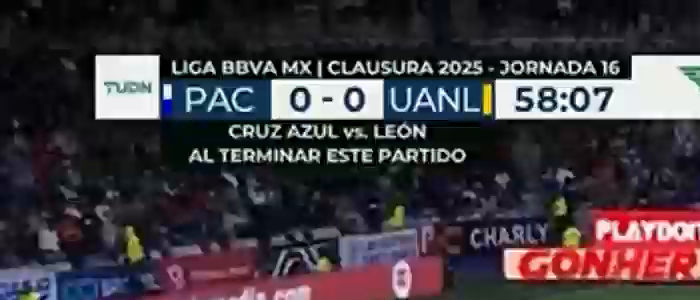 LIGA BBVA MX | CLAUSURA 2025 - JORNADA 16
TUDN PAC 0 - 0 UANL 58:07
CRUZ AZUL vs. LEÓN
AL TERMINAR ESTE PARTIDO
CHARLY
GONHER